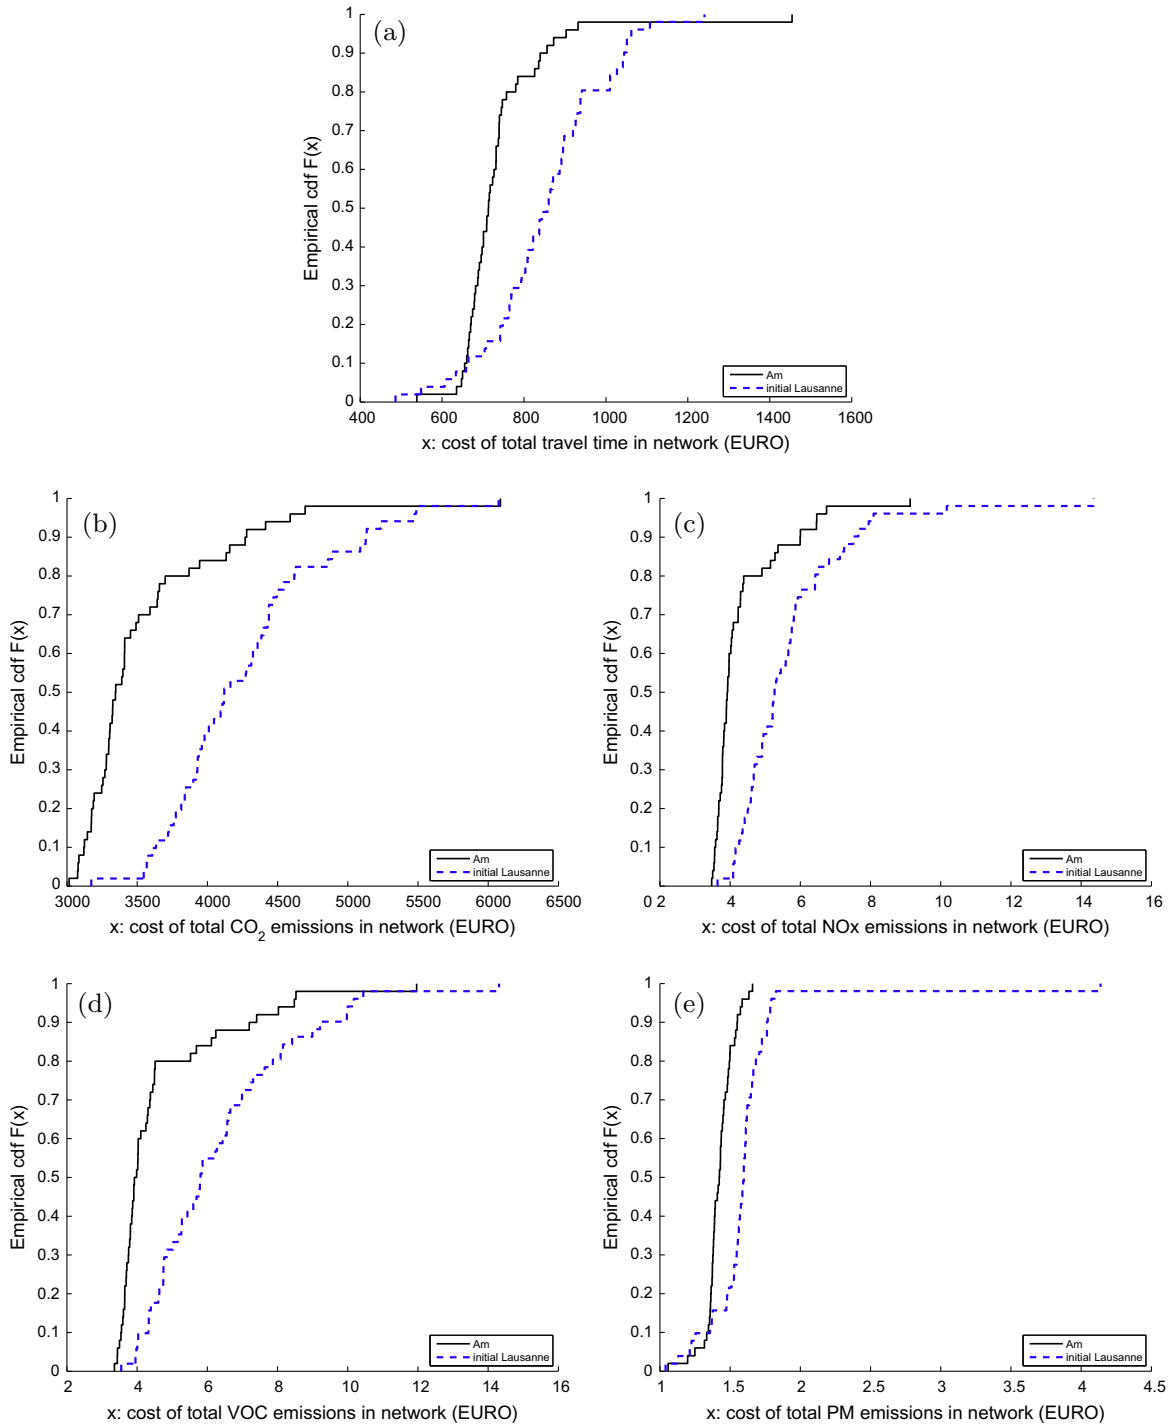 (a)
Empirical cdf F(x)
1
0.9
0.8
0.7
0.6
0.5
0.4
0.3
0.2
0.1
0
400 600 800 1000 1200 1400 1600
Am
initial Lausanne
x: cost of total travel time in network (EURO)
(b)
Empirical cdf F(x)
1
0.9
0.8
0.7
0.6
0.5
0.4
0.3
0.2
0.1
0
3000 3500 4000 4500 5000 5500 6000 6500
Am
initial Lausanne
x: cost of total CO2 emissions in network (EURO)
(c)
Empirical cdf F(x)
1
0.9
0.8
0.7
0.6
0.5
0.4
0.3
0.2
0.1
0 2 4 6 8 10 12 14 16
Am
initial Lausanne
x: cost of total NOx emissions in network (EURO)
(d)
Empirical cdf F(x)
1
0.9
0.8
0.7
0.6
0.5
0.4
0.3
0.2
0.1
0
2 4 6 8 10 12 14 16
Am
initial Lausanne
x: cost of total VOC emissions in network (EURO)
(e)
Empirical cdf F(x)
1
0.9
0.8
0.7
0.6
0.5
0.4
0.3
0.2
0.1
0
1 1.5 2 2.5 3 3.5 4 4.5
Am
initial Lausanne
x: cost of total PM emissions in network (EURO)